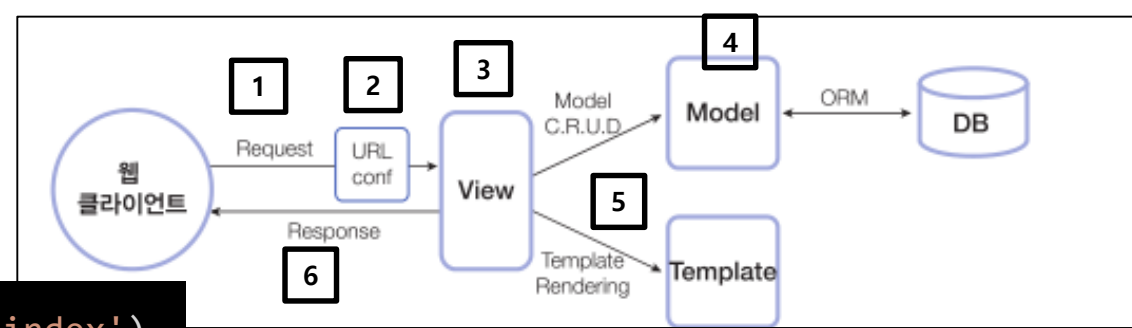 1
2
3
4
웹
클라이언트
Request
URL
conf
View
Model
C.R.U.D
Model
ORM
DB
5
Response
6
Template
Rendering
Template
index')